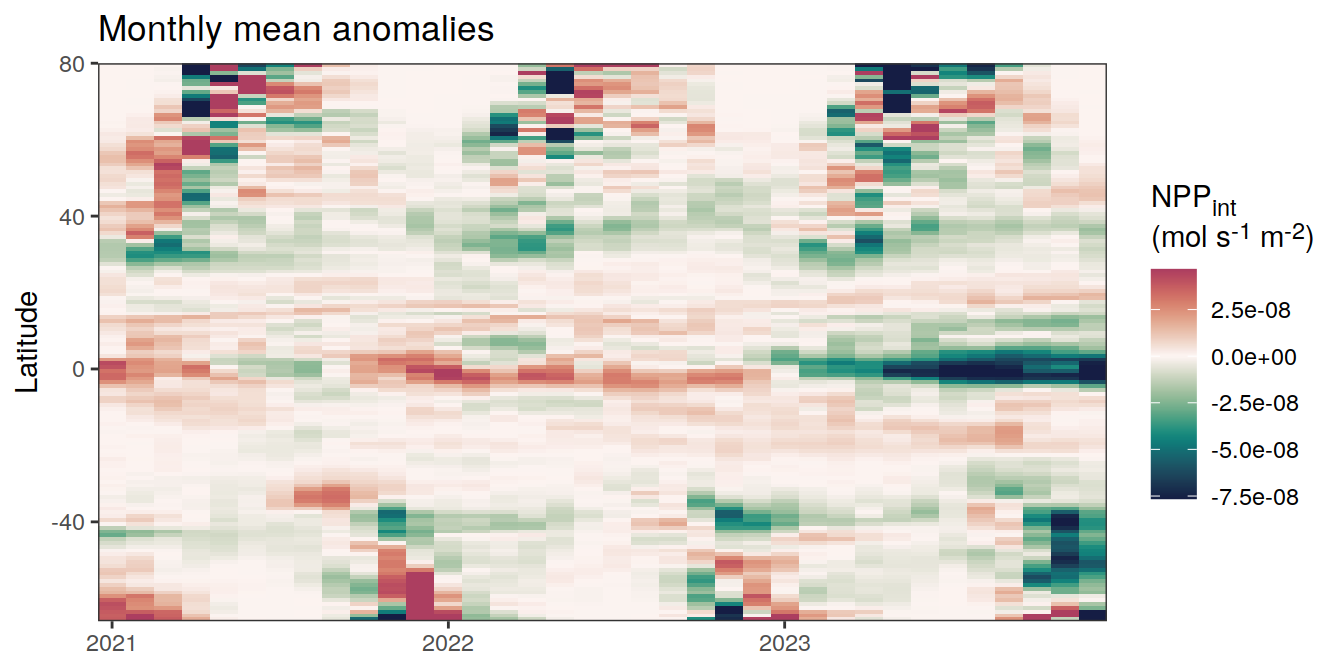 Monthly mean anomalies
80
40
0
-40
Latitude
2021 2022 2023
NPPint
(mol s-1 m-2)
2.5e-08
0.0e+00
-2.5e-08
-5.0e-08
-7.5e-08